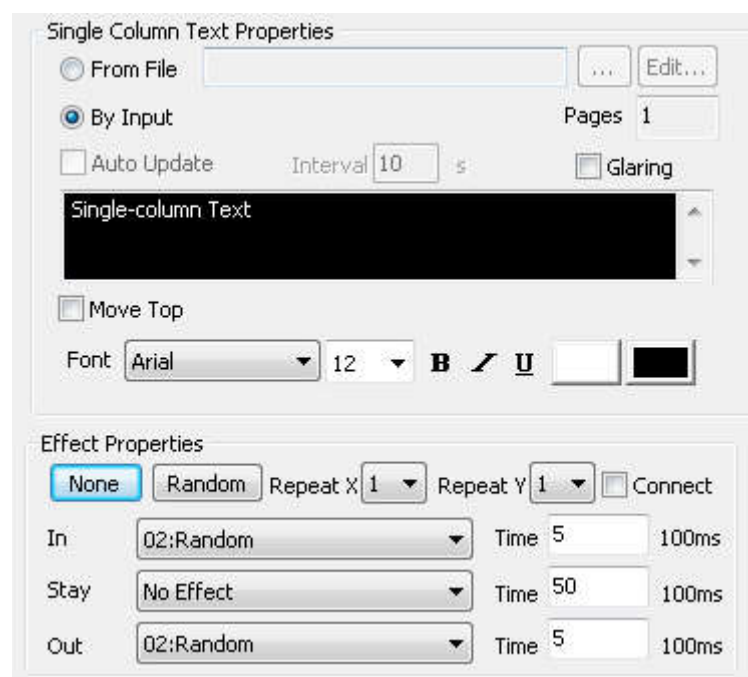 Single Column Text Properties
From File ... Edit...
By Input Pages 1
Auto Update Interval 10 s Glaring
Single-column Text
Move Top
Font Arial 12 B I U
Effect Properties
None Random Repeat X 1 Repeat Y 1 Connect
In 02:Random Time 5 100ms
Stay No Effect Time 50 100ms
Out 02:Random Time 5 100ms